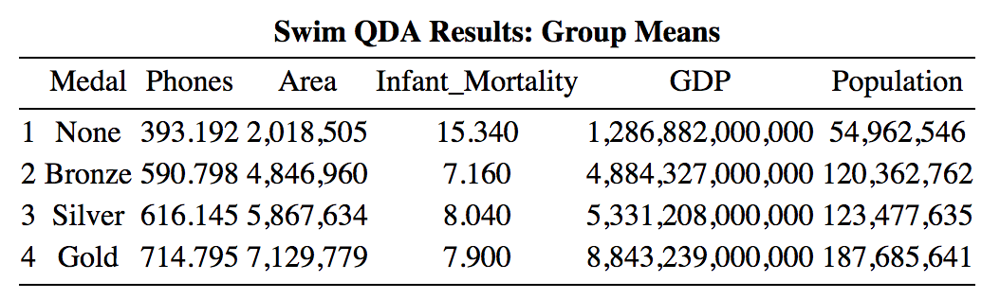 Swim QDA Results: Group Means
Medal Phones Area Infant_Mortality GDP Population
1 None 393.192 2,018,505 15.340 1,286,882,000,000 54,962,546
2 Bronze 590.798 4,846,960 7.160 4,884,327,000,000 120,362,762
3 Silver 616.145 5,867,634 8.040 5,331,208,000,000 123,477,635
4 Gold 714.795 7,129,779 7.900 8,843,239,000,000 187,685,641